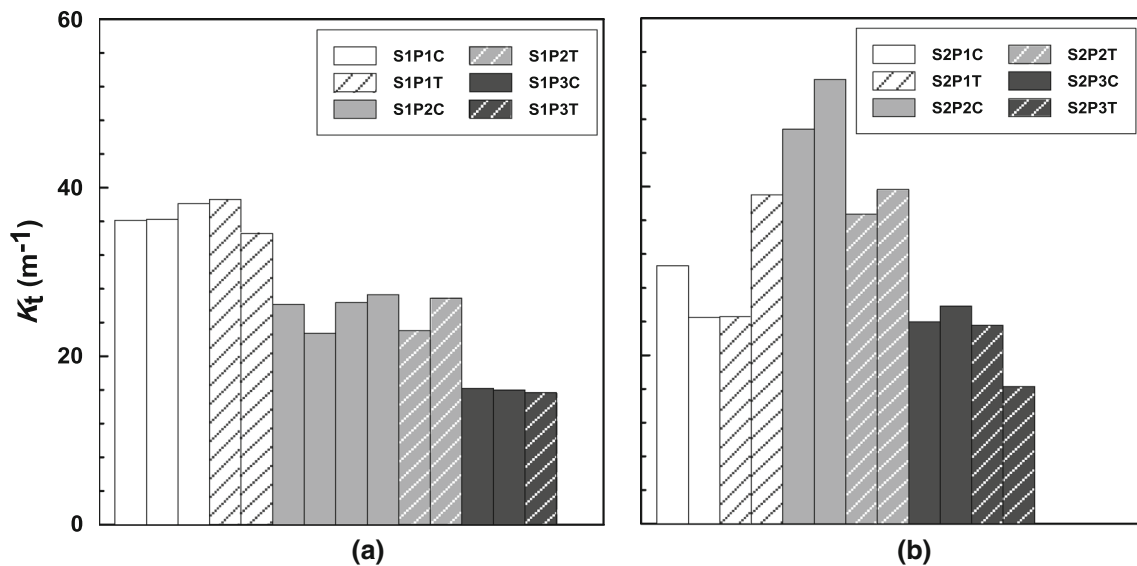 60
40
20
0
Kt (m-1)
S1P1C
S1P1T
S1P2C
S1P2T
S1P3C
S1P3T
(a)
S2P1C
S2P1T
S2P2C
S2P2T
S2P3C
S2P3T
(b)